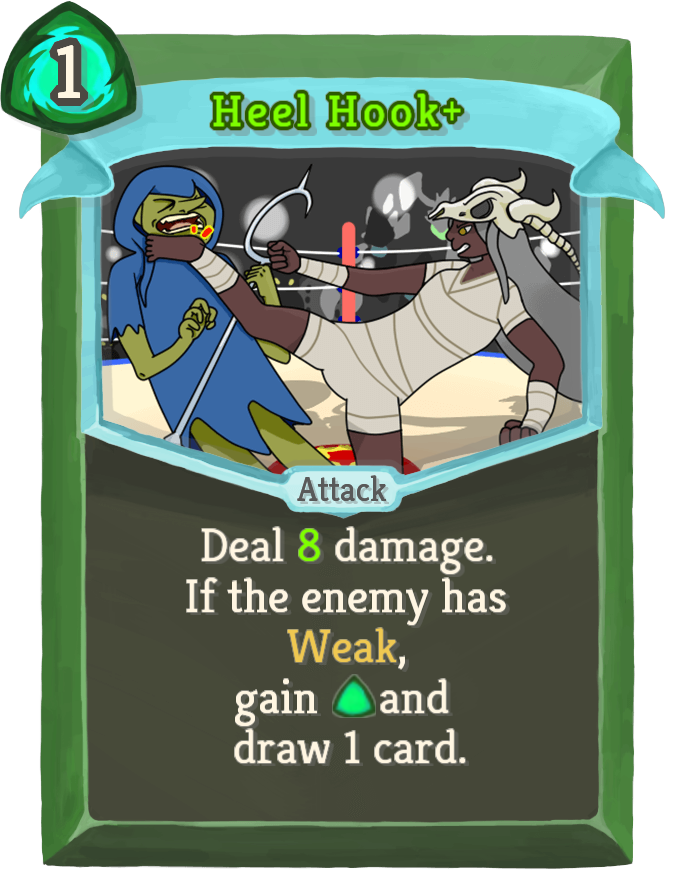 1
Heel Hook+
Attack
Deal 8 damage.
If the enemy has
Weak,
gain and
draw 1 card.